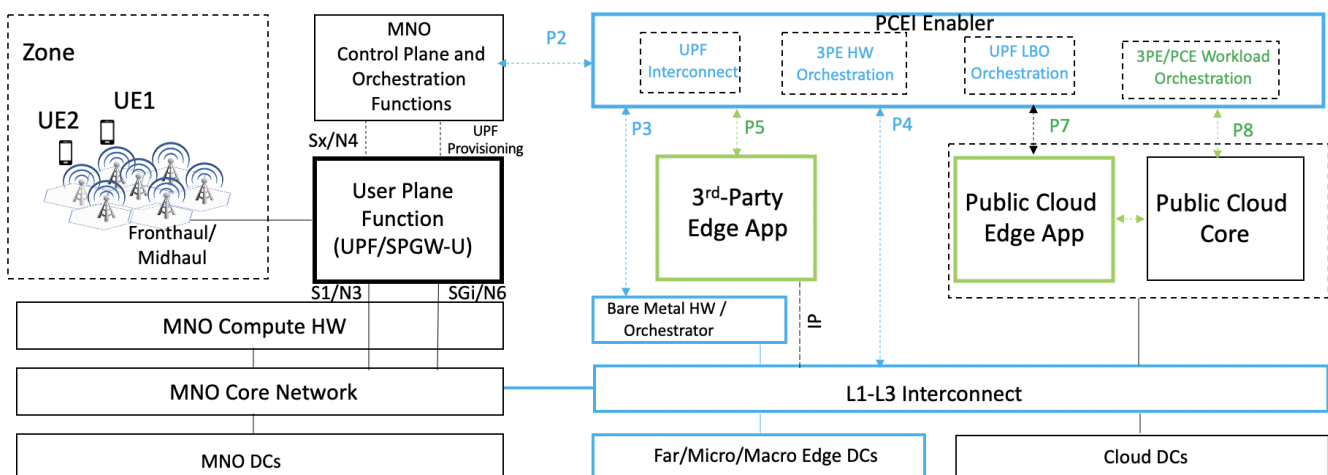 Zone
UE1
UE2
Fronthaul/
Midhaul
MNO
Control Plane and
Orchestration
Functions
Sx/N4
UPF
Provisioning
User Plane
Function
(UPF/SPGW-U)
S1/N3
SGi/N6
MNO Compute HW
MNO Core Network
MNO DCs
P2
PCEI Enabler
UPF
Interconnect
3PE HW
Orchestration
UPF LBO
Orchestration
3PE/PCE Workload
Orchestration
P3
P5
P4
P7
P8
3rd-Party
Edge App
Public Cloud
Edge App
Public Cloud
Core
Bare Metal HW /
Orchestrator
IP
L1-L3 Interconnect
Far/Micro/Macro Edge DCs
Cloud DCs